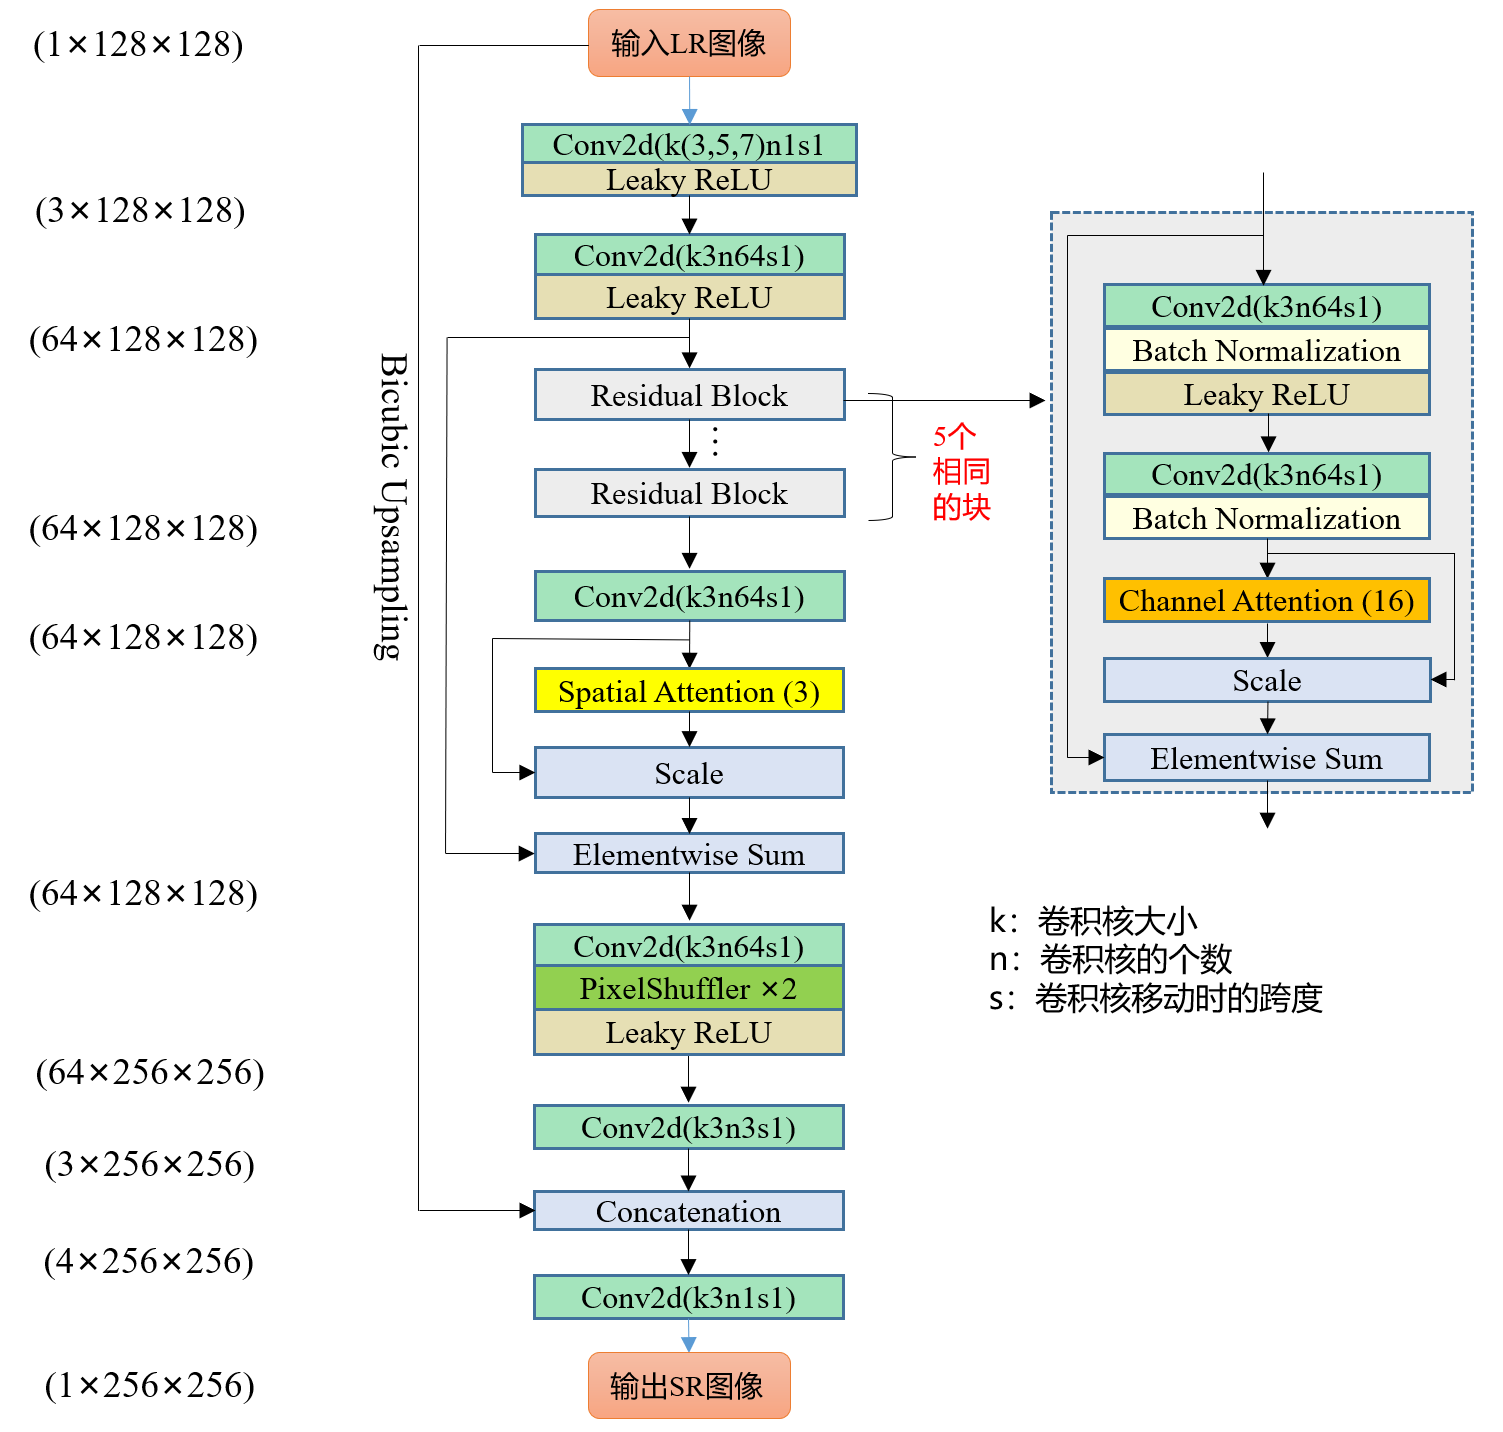 (1×128×128)
输入LR图像
Conv2d(k(3,5,7)n1s1
Leaky ReLU
(3×128×128)
Conv2d(k3n64s1)
Leaky ReLU
(64×128×128)
Bicubic Upsampling
Residual Block
⋮
Residual Block
5个
相同
的块
(64×128×128)
Conv2d(k3n64s1)
(64×128×128)
Spatial Attention (3)
Scale
Elementwise Sum
(64×128×128)
Conv2d(k3n64s1)
PixelShuffler ×2
Leaky ReLU
(64×256×256)
Conv2d(k3n3s1)
(3×256×256)
Concatenation
(4×256×256)
Conv2d(k3n1s1)
(1×256×256)
输出SR图像
Conv2d(k3n64s1)
Batch Normalization
Leaky ReLU
Conv2d(k3n64s1)
Batch Normalization
Channel Attention (16)
Scale
Elementwise Sum
k：卷积核大小
n：卷积核的个数
s：卷积核移动时的跨度